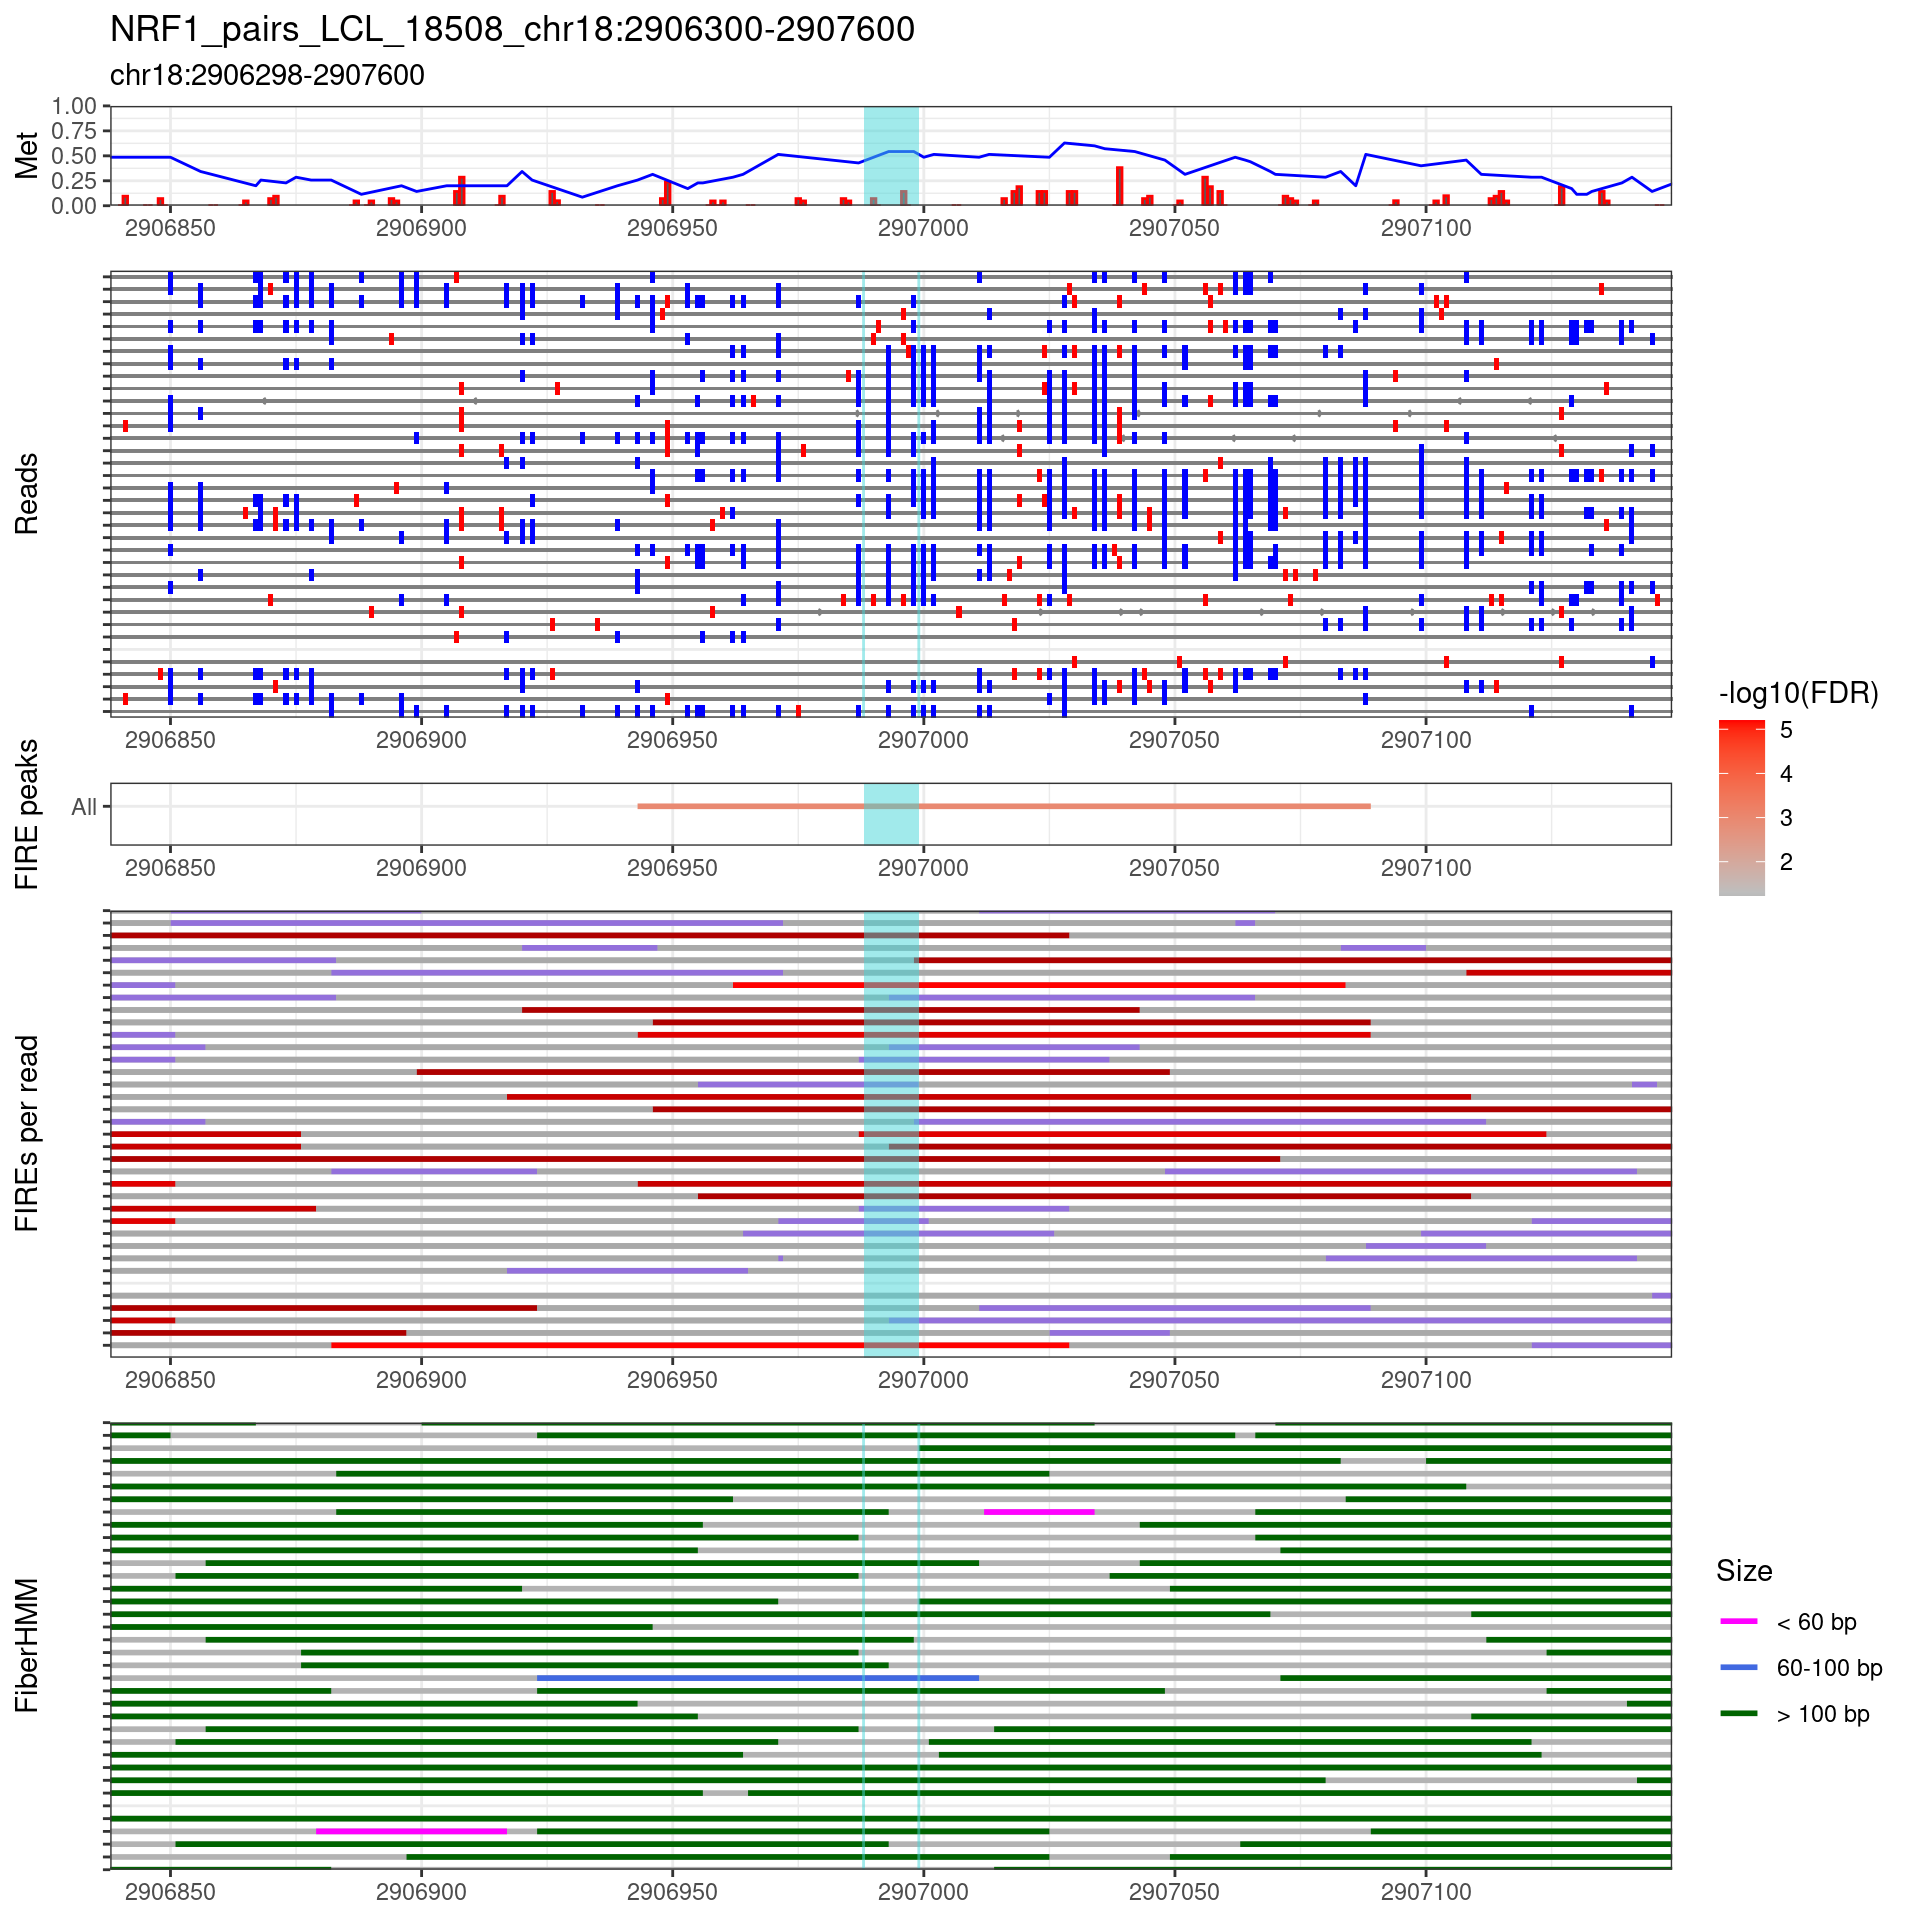 NRF1_pairs_LCL_18508_chr18:2906300-2907600
chr18:2906298-2907600
Met
1.00
0.75
0.50
0.25
0.00
2906850 2906900 2906950 2907000 2907050 2907100
Reads
2906850 2906900 2906950 2907000 2907050 2907100
FIRE peaks
All
2906850 2906900 2906950 2907000 2907050 2907100
-log10(FDR)
5
4
3
2
FIREs per read
2906850 2906900 2906950 2907000 2907050 2907100
FiberHMM
2906850 2906900 2906950 2907000 2907050 2907100
Size
< 60 bp
60-100 bp
> 100 bp